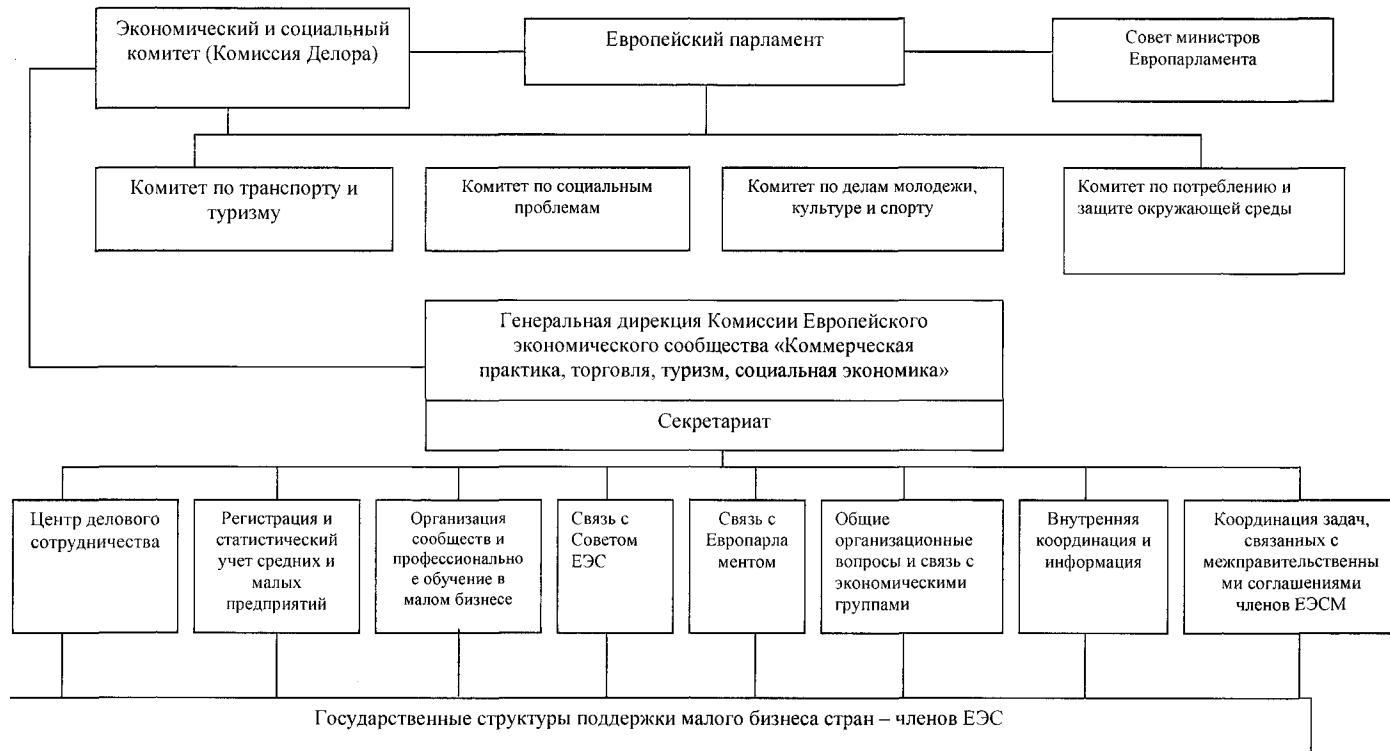 Экономический и социальный
комитет (Комиссия Делора)
Европейский парламент
Совет министров
Европарламента
Комитет по транспорту и
туризму
Комитет по социальным
проблемам
Комитет по делам молодежи,
культуре и спорту
Комитет по потреблению и
защите окружающей среды
Генеральная дирекция Комиссии Европейского
экономического сообщества «Коммерческая
практика, торговля, туризм, социальная экономика»
Секретариат
Центр делового
сотрудничества
Регистрация и
статистический
учет средних и
малых
предприятий
Организация
сообществ и
профессионально
е обучение в
малом бизнесе
Связь с
Советом
ЕЭС
Связь с
Европарла
ментом
Общие
организационные
вопросы и связь с
экономическими
группами
Внутренняя
координация и
информация
Координация задач,
связанных с
межправительственны
ми соглашениями
членов ЕЭСМ
Государственные структуры поддержки малого бизнеса стран – членов ЕЭС